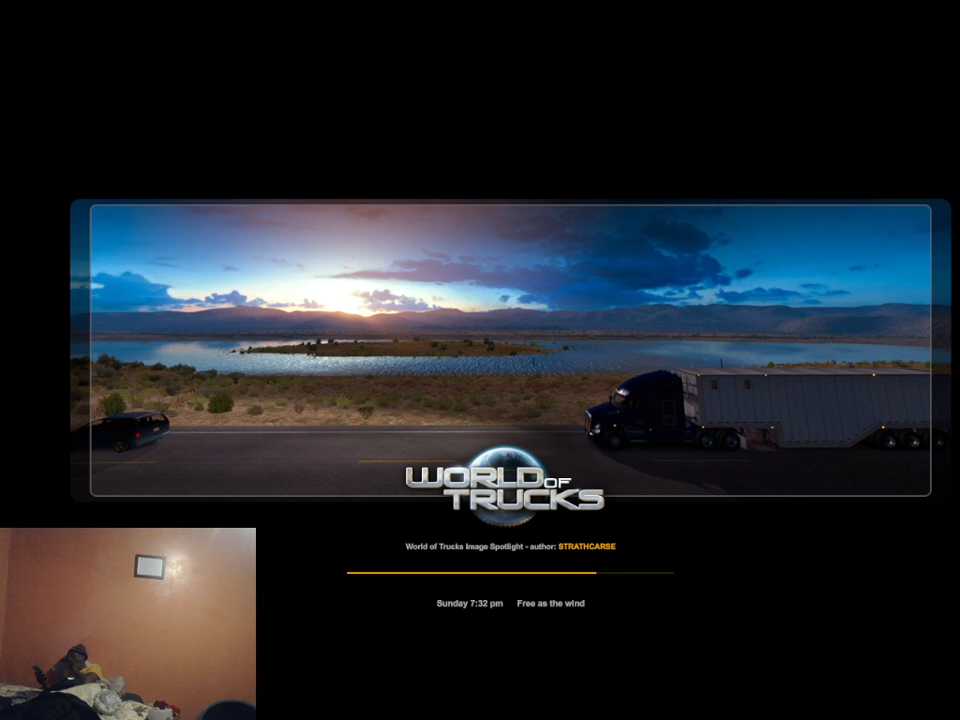 WORLD OF
TRUCKS
World of Trucks Image Spotlight - author: STRATHCARSE
Sunday 7:32 pm Free as the wind